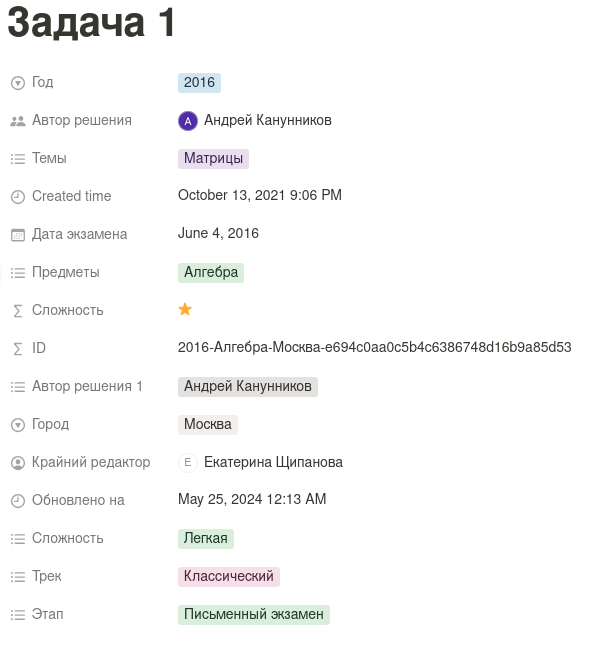 Задача 1
Год 2016
Автор решения А Андрей Канунников
Темы Матрицы
Created time October 13, 2021 9:06 PM
Дата экзамена June 4, 2016
Предметы Алгебра
Сложность
ID 2016-Алгебра-Москва-e694c0aa0c5b4c6386748d16b9a85d53
Автор решения 1 Андрей Канунников
Город Москва
Крайний редактор Е Екатерина Щипанова
Обновлено на May 25, 2024 12:13 AM
Сложность Легкая
Трек Классический
Этап Письменный экзамен